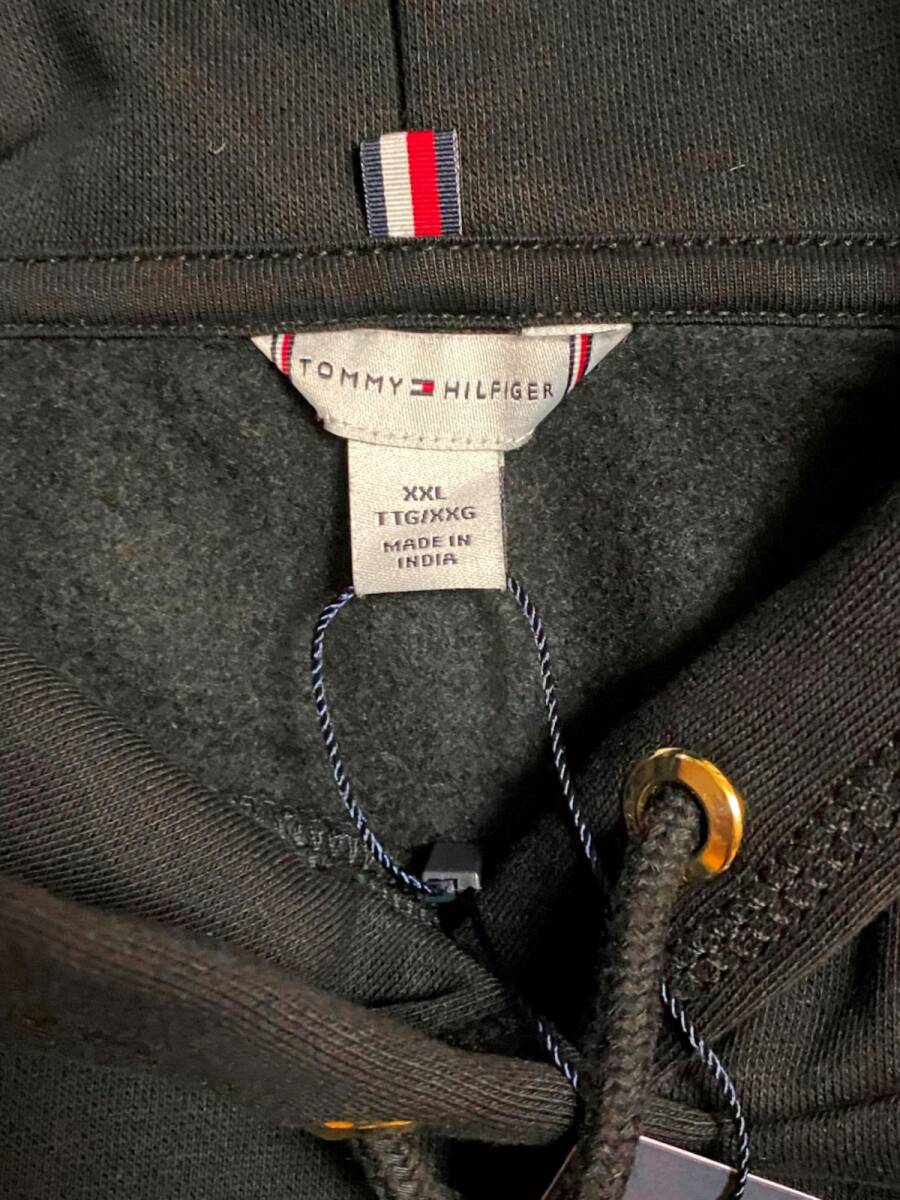 TOMMY HILFIGER
XXL
TTG/XXG
MADE IN
INDIA